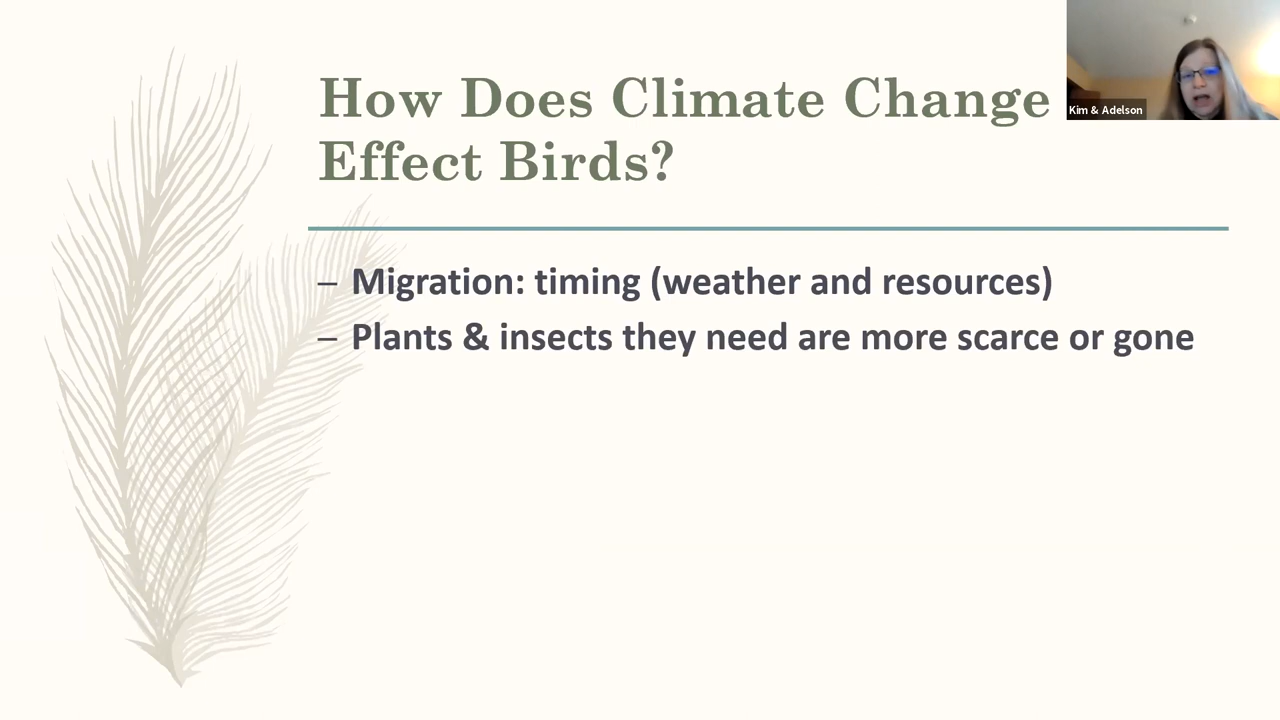 How Does Climate Change
Effect Birds?
Kim & Adelson
– Migration: timing (weather and resources)
– Plants & insects they need are more scarce or gone